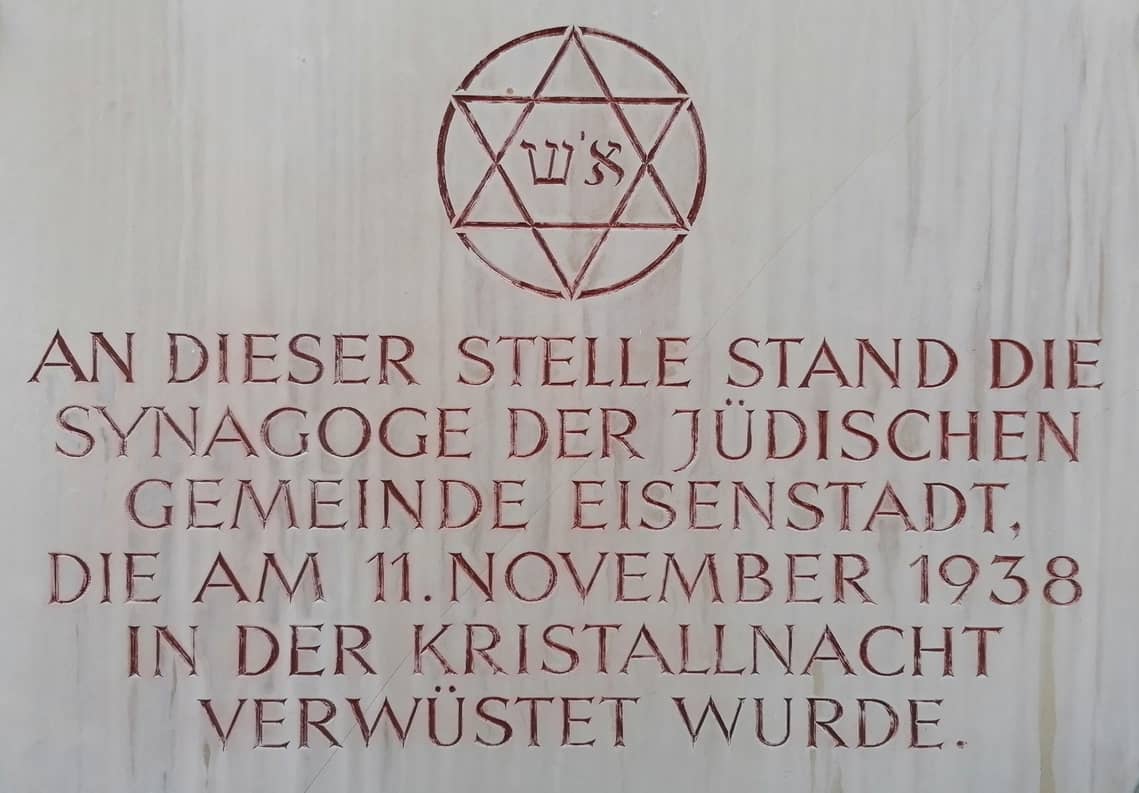 א'ש
AN DIESER STELLE STAND DIE
SYNAGOGE DER JÜDISCHEN
GEMEINDE EISENSTADT,
DIE AM 11. NOVEMBER 1938
IN DER KRISTALLNACHT
VERWÜSTET WURDE.